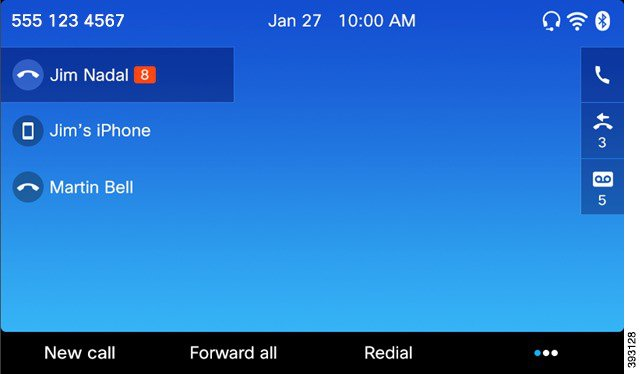 555 123 4567 Jan 27 10:00 AM
Jim Nadal 8
Jim's iPhone
3
Martin Bell
5
New call Forward all Redial
393128